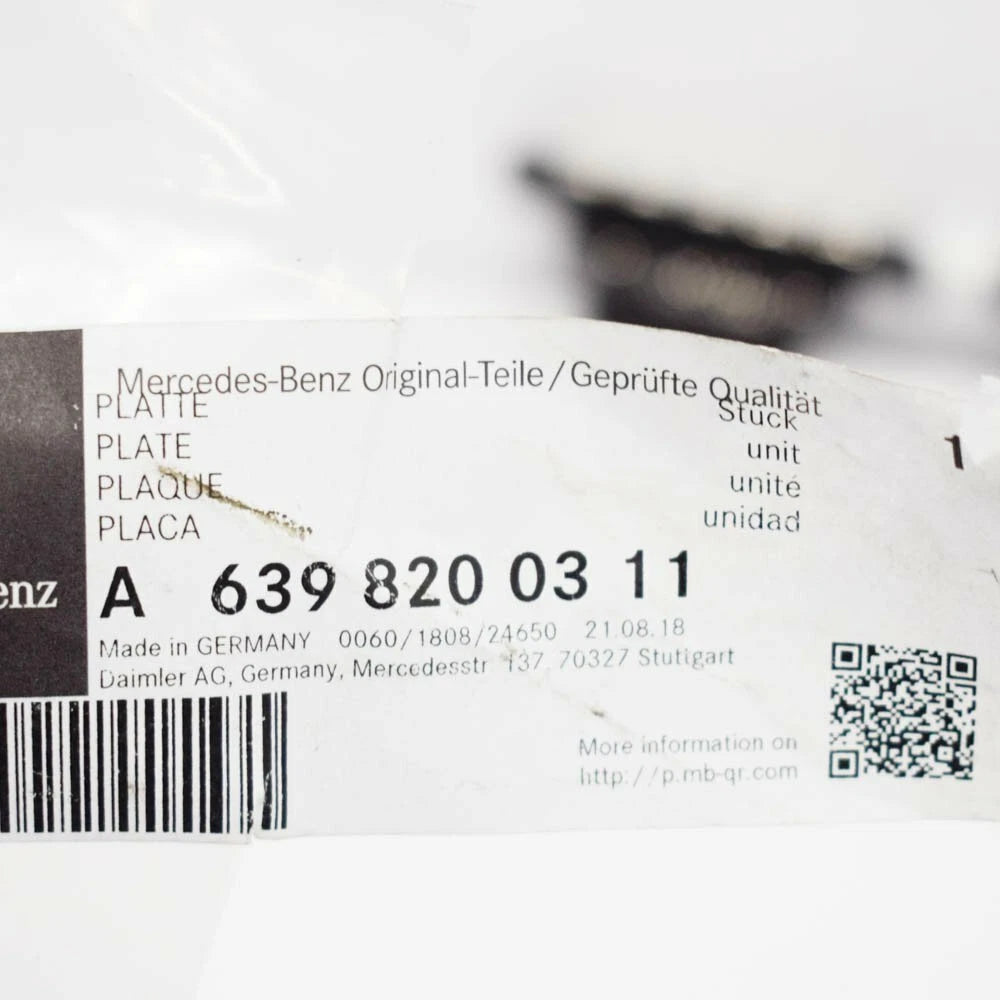 Mercedes-Benz Original-Teile/Geprüfte Qualität
PLATTE Stück
PLATE unit 1
PLAQUE unité
PLACA unidad
enz
A 639 820 03 11
Made in GERMANY 0060/1808/24650 21.08.18
Daimler AG, Germany, Mercedesstr 137, 70327 Stuttgart
More information on
http://p.mb-qr.com